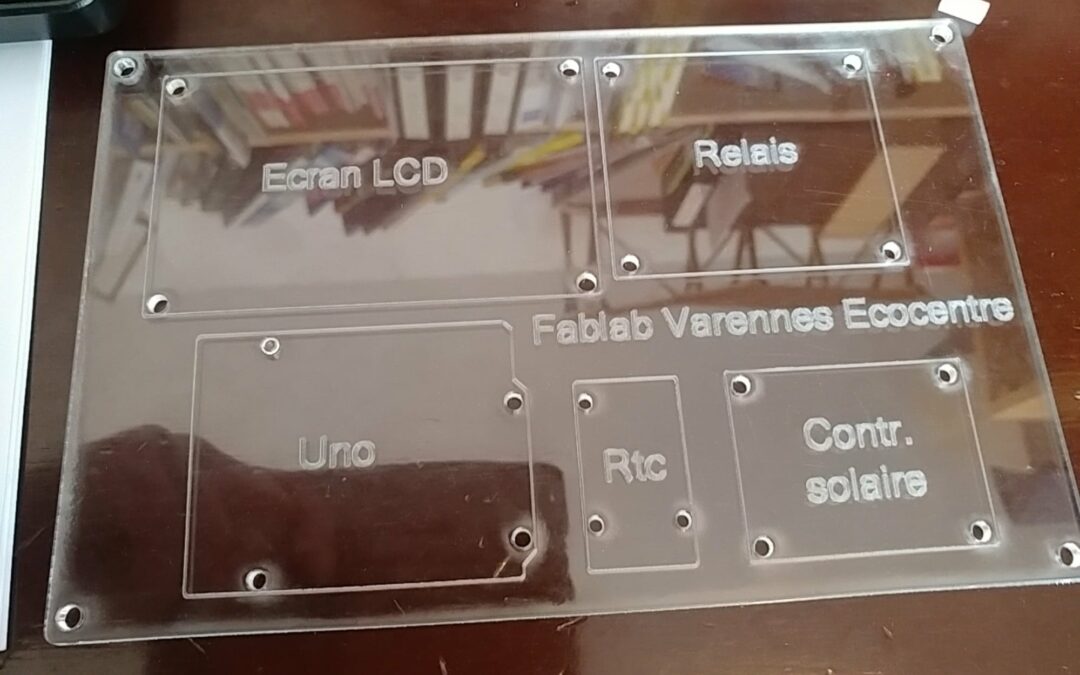 Ecran LCD
Relais
Fablab Varennes Ecocentre
Uno
Rtc
Contr.
solaire